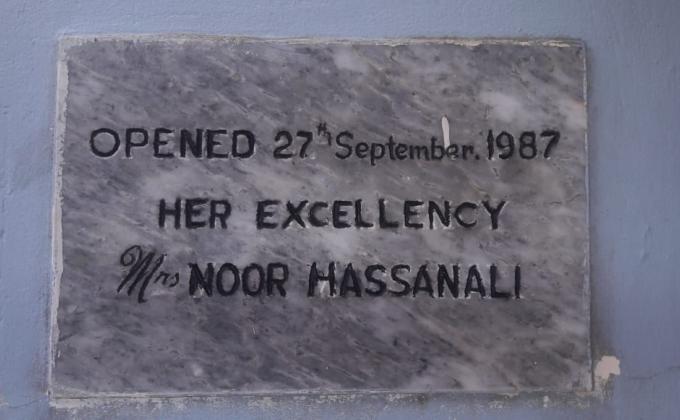 OPENED 27th September. 1987
HER EXCELLENCY
Mrs NOOR HASSANALI